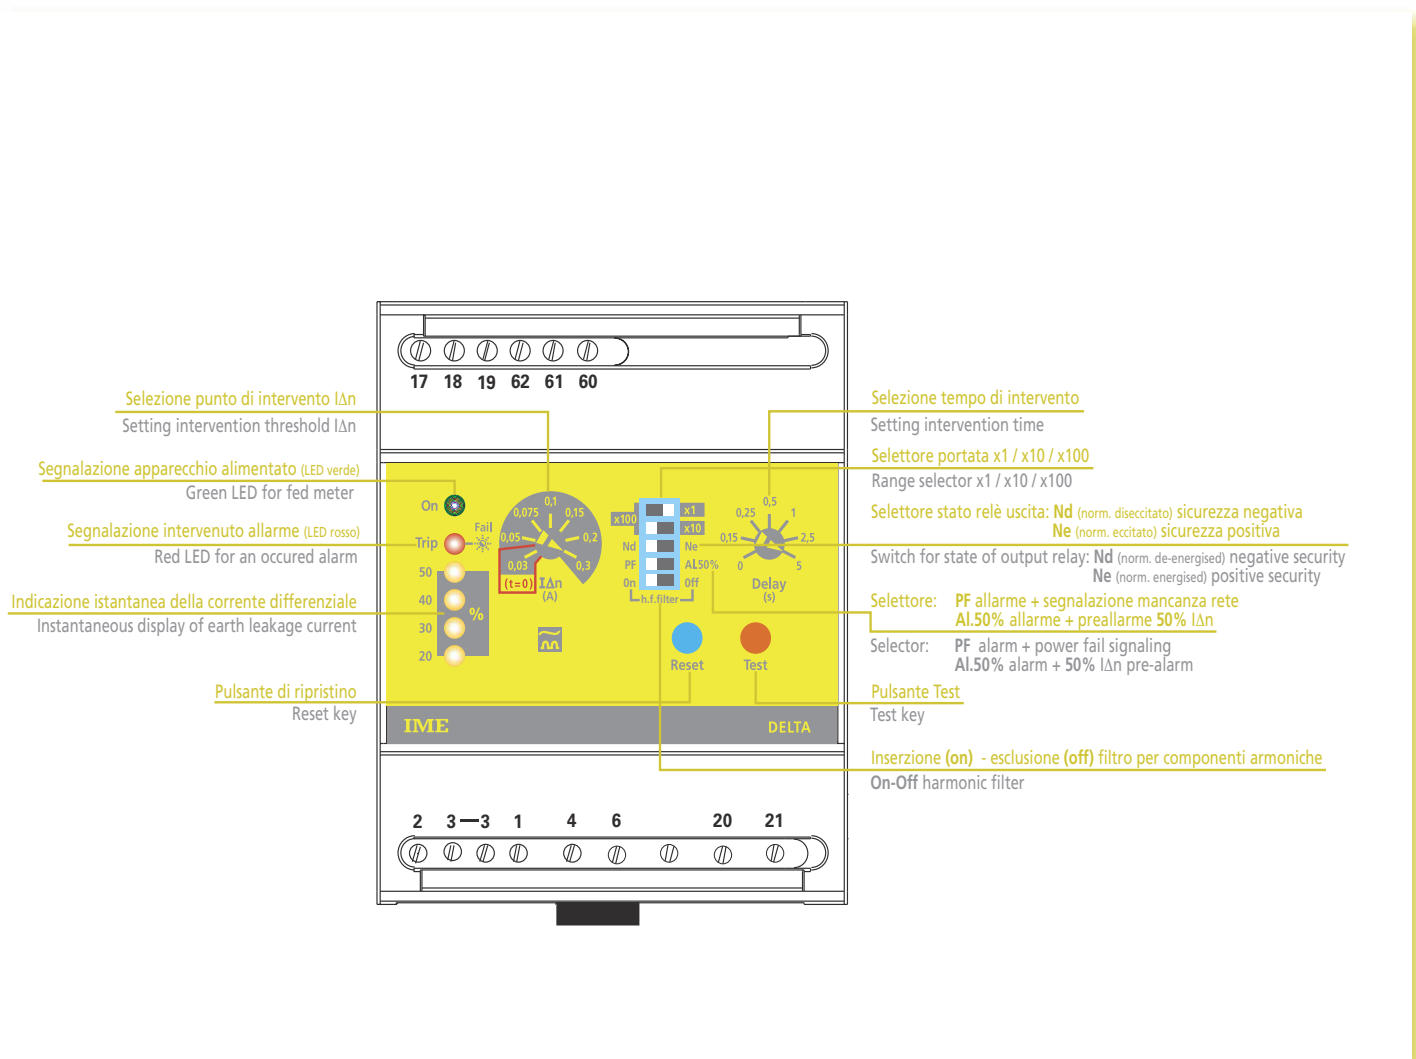 17 18 19 62 61 60
Selezione punto di intervento I∆n
Setting intervention threshold I∆n
Segnalazione apparecchio alimentato (LED verde)
Green LED for fed meter
Segnalazione intervenuto allarme (LED rosso)
Red LED for an occured alarm
Indicazione istantanea della corrente differenziale
Instantaneous display of earth leakage current
Pulsante di ripristino
Reset key
On
Fail
Trip
50
40
30
20
%
0,03
0,05
0,075
0,1
0,15
0,2
0,3
(t=0)
I∆n
(A)
x1
x100
x10
Nd Ne
PF Al.50%
On Off
h.f.filter
0
0,15
0,25
0,5
1
2,5
5
Delay
(s)
Reset
Test
IME
DELTA
Selezione tempo di intervento
Setting intervention time
Selettore portata x1 / x10 / x100
Range selector x1 / x10 / x100
Selettore stato relè uscita: Nd (norm. diseccitato) sicurezza negativa
Ne (norm. eccitato) sicurezza positiva
Switch for state of output relay: Nd (norm. de-energised) negative security
Ne (norm. energised) positive security
Selettore: PF allarme + segnalazione mancanza rete
Al.50% allarme + preallarme 50% I∆n
Selector: PF alarm + power fail signaling
Al.50% alarm + 50% I∆n pre-alarm
Pulsante Test
Test key
Inserzione (on) - esclusione (off) filtro per componenti armoniche
On-Off harmonic filter
2 3—3 1 4 6 20 21